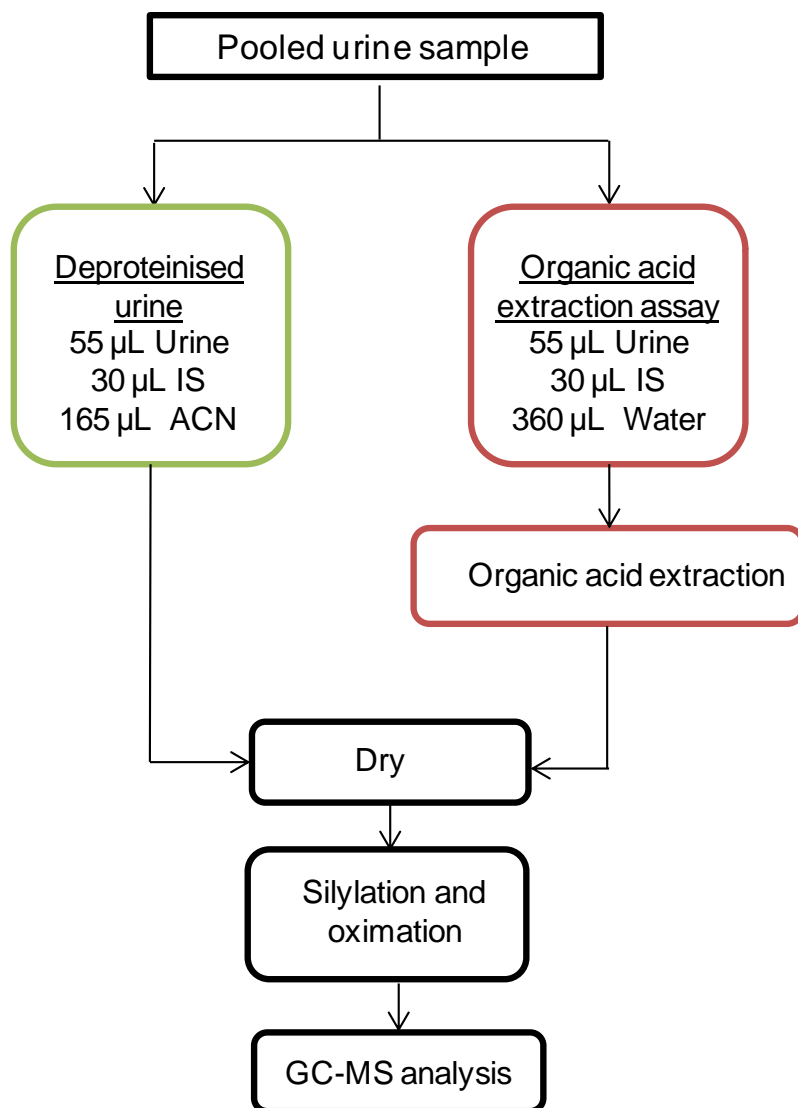 Pooled urine sample
Deproteinised
urine
55 µL Urine
30 µL IS
165 µL ACN
Organic acid
extraction assay
55 µL Urine
30 µL IS
360 µL Water
Organic acid extraction
Dry
Silylation and
oximation
GC-MS analysis